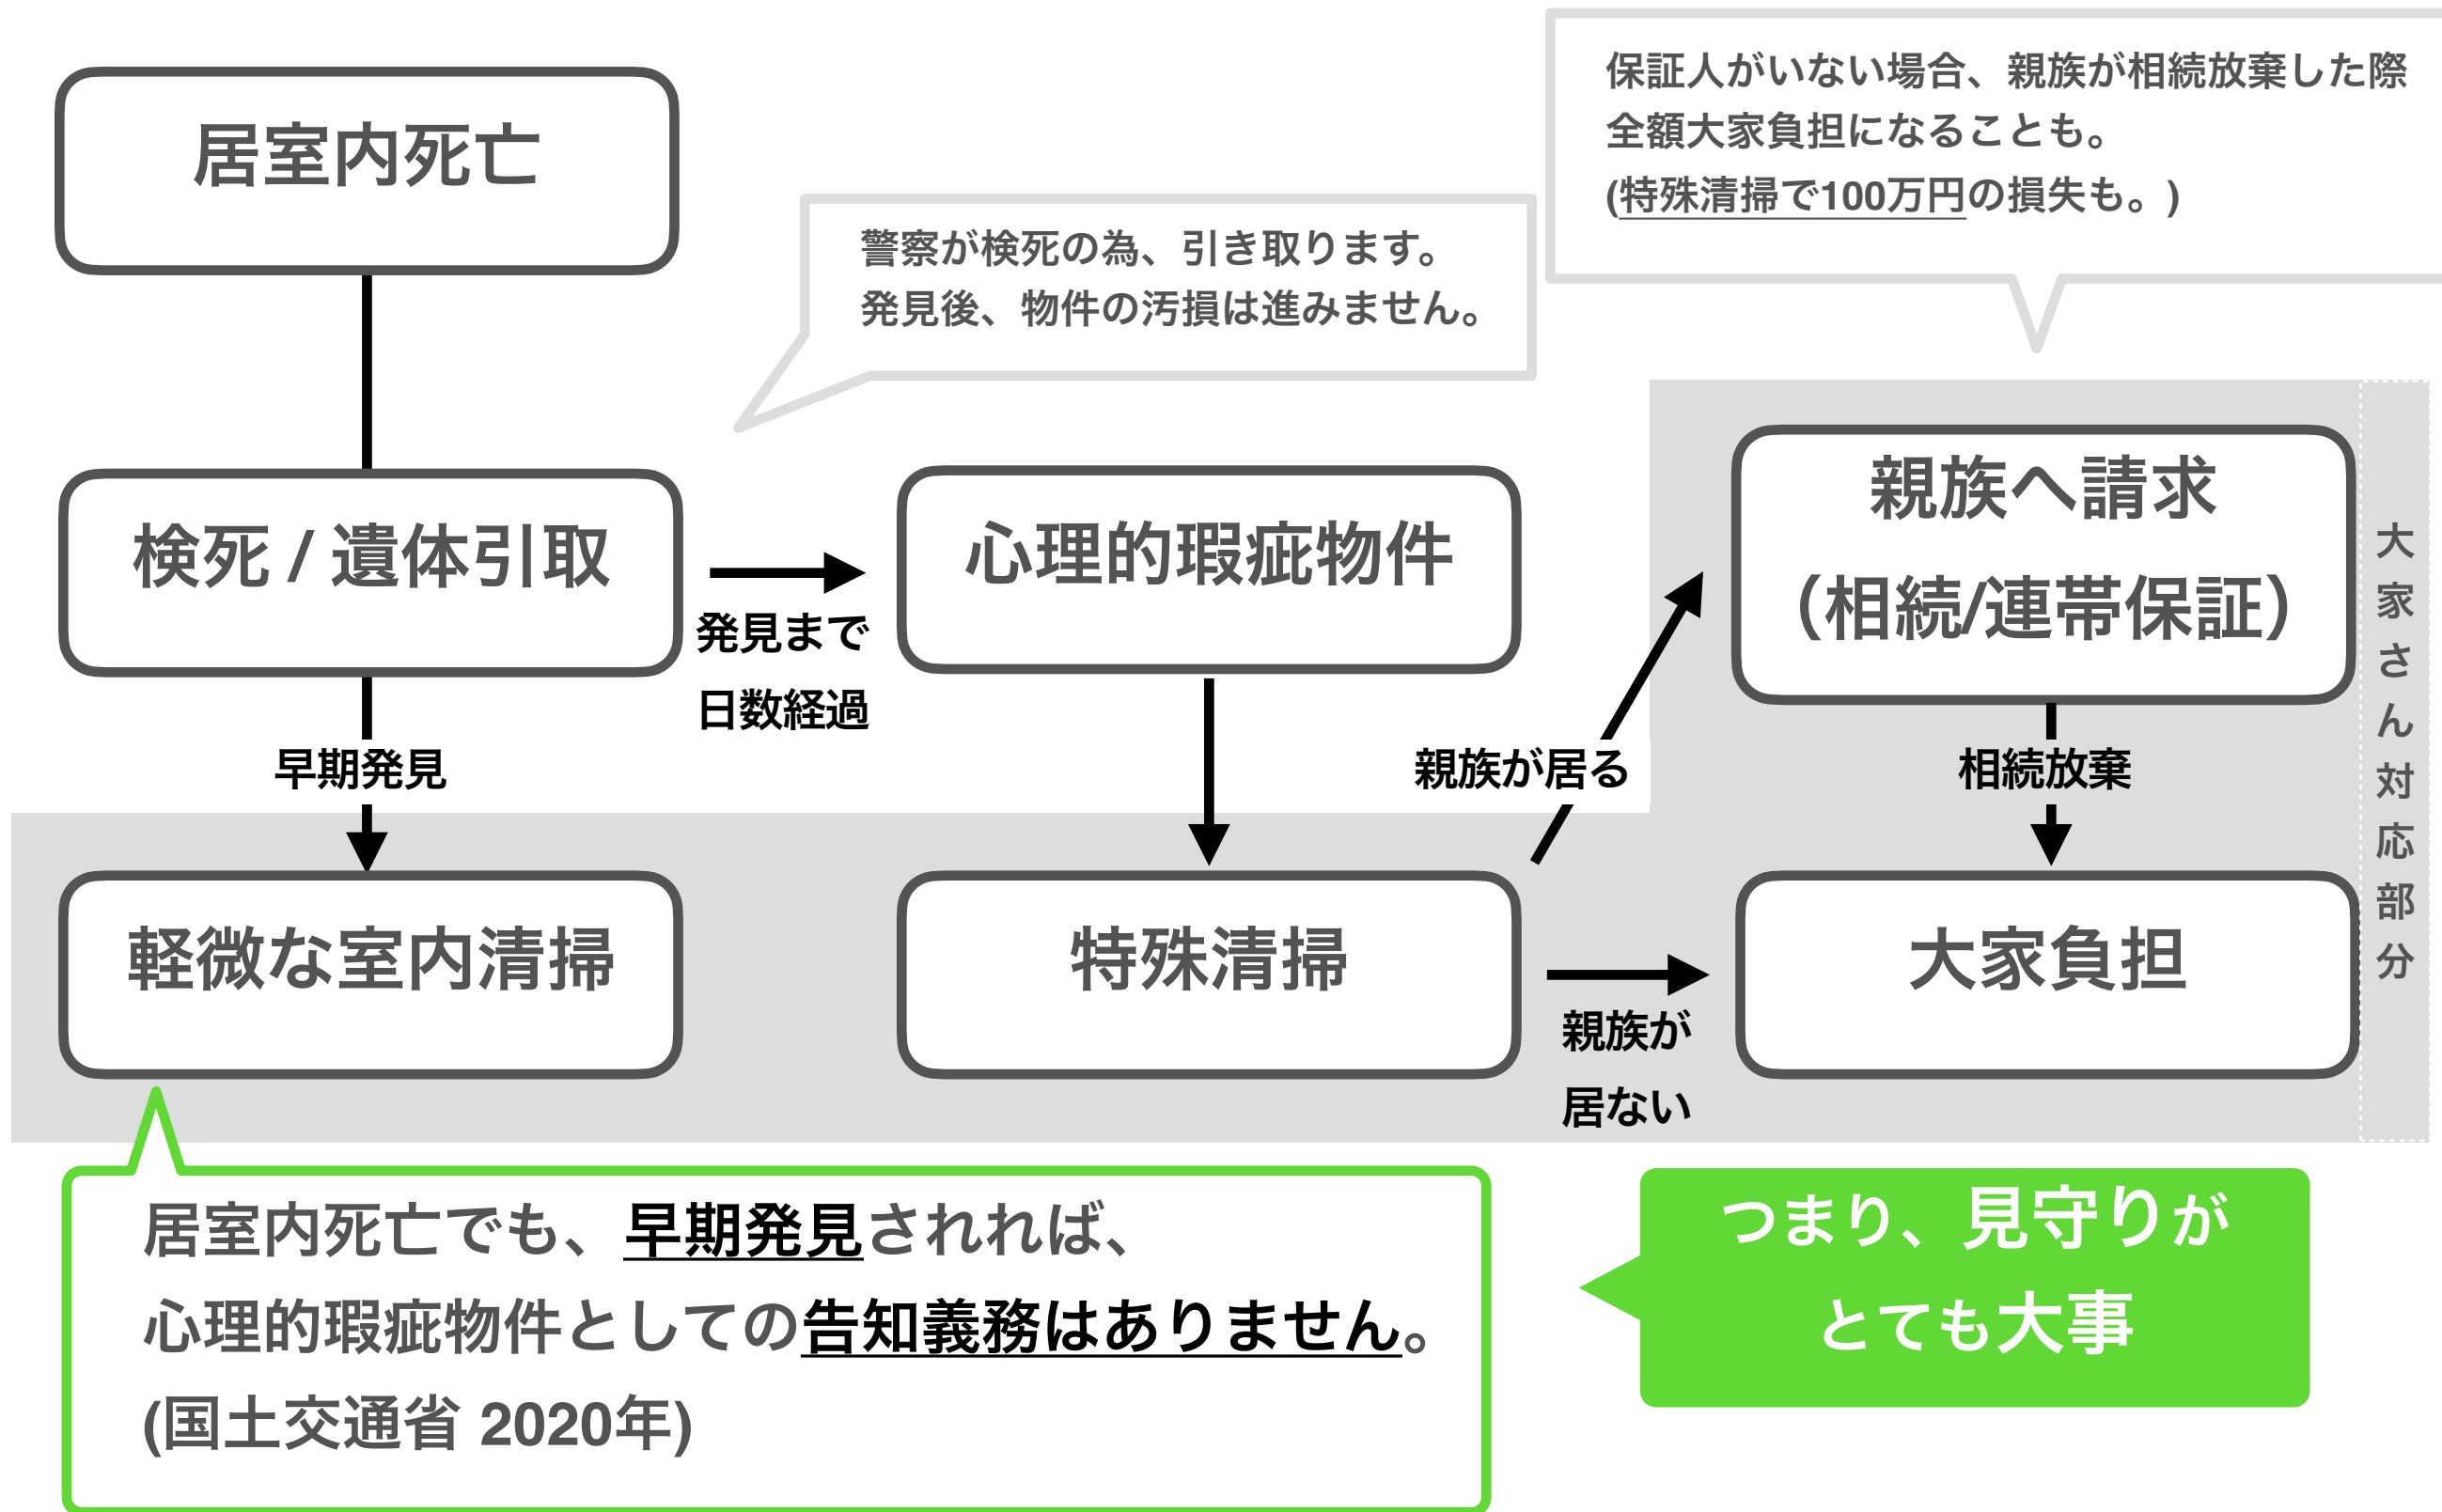 居室内死亡
保証人がいない場合、親族が相続放棄した際
全額大家負担になることも。
(特殊清掃で100万円の損失も。)
警察が検死の為、引き取ります。
発見後、物件の汚損は進みません。
検死 / 遺体引取
発見まで
日数経過
心理的瑕疵物件
親族へ請求
(相続/連帯保証)
早期発見
親族が居る
相続放棄
大家さん対応部分
軽微な室内清掃
特殊清掃
親族が
居ない
大家負担
居室内死亡でも、早期発見されれば、
心理的瑕疵物件としての告知義務はありません。
(国土交通省 2020年)
つまり、見守りが
とても大事